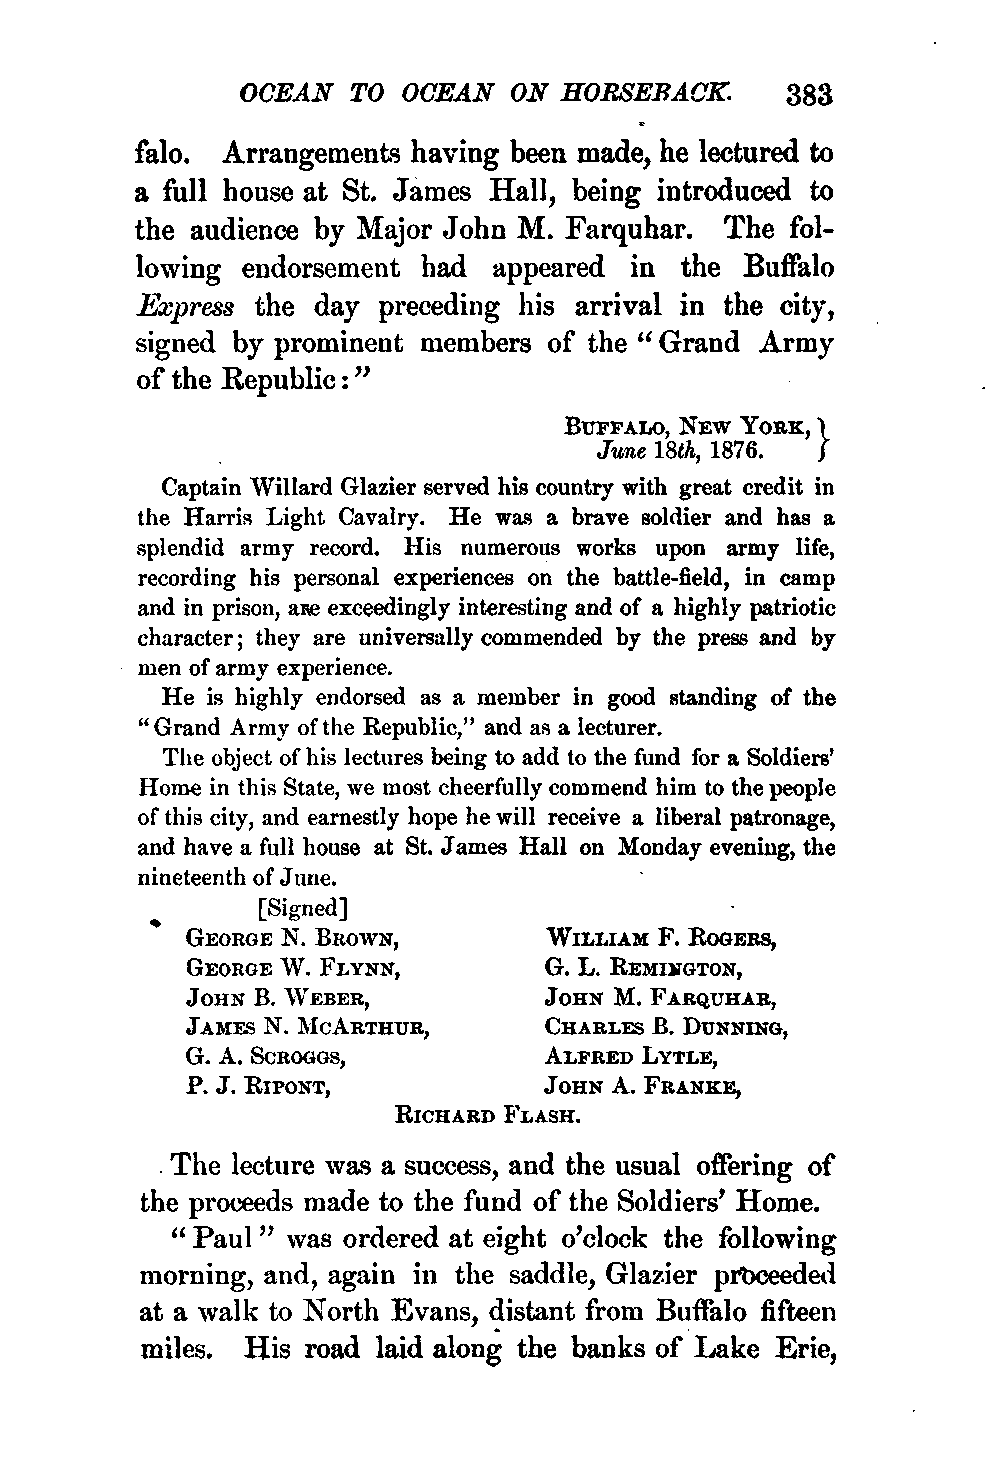 OCEAN TO OCEAN ON HORSEBACK. 383
falo. Arrangements having been made, he lectured to
a full house at St. James Hall, being introduced to
the audience by Major John M. Farquhar. The fol-
lowing endorsement had appeared in the Buffalo
Express the day preceding his arrival in the city,
signed by prominent members of the "Grand Army
of the Republic:"
BUFFALO, NEW YORK, }
June 18th, 1876.
Captain Willard Glazier served his country with great credit in
the Harris Light Cavalry. He was a brave soldier and has a
splendid army record. His numerous works upon army life,
recording his personal experiences on the battle-field, in camp
and in prison, are exceedingly interesting and of a highly patriotic
character; they are universally commended by the press and by
men of army experience.
He is highly endorsed as a member in good standing of the
"Grand Army of the Republic," and as a lecturer.
The object of his lectures being to add to the fund for a Soldiers'
Home in this State, we most cheerfully commend him to the people
of this city, and earnestly hope he will receive a liberal patronage,
and have a full house at St. James Hall on Monday evening, the
nineteenth of June.
[Signed]
GEORGE N. BROWN, WILLIAM F. ROGERS,
GEORGE W. FLYNN, G. L. REMINGTON,
JOHN B. WEBER, JOHN M. FARQUHAR,
JAMES N. MCARTHUR, CHARLES B. DUNNING,
G. A. SCROGGS, ALFRED LYTLE,
P. J. RIPONT, JOHN A. FRANKE,
RICHARD FLASH.
The lecture was a success, and the usual offering of
the proceeds made to the fund of the Soldiers' Home.
"Paul" was ordered at eight o'clock the following
morning, and, again in the saddle, Glazier proceeded
at a walk to North Evans, distant from Buffalo fifteen
miles. His road laid along the banks of Lake Erie,